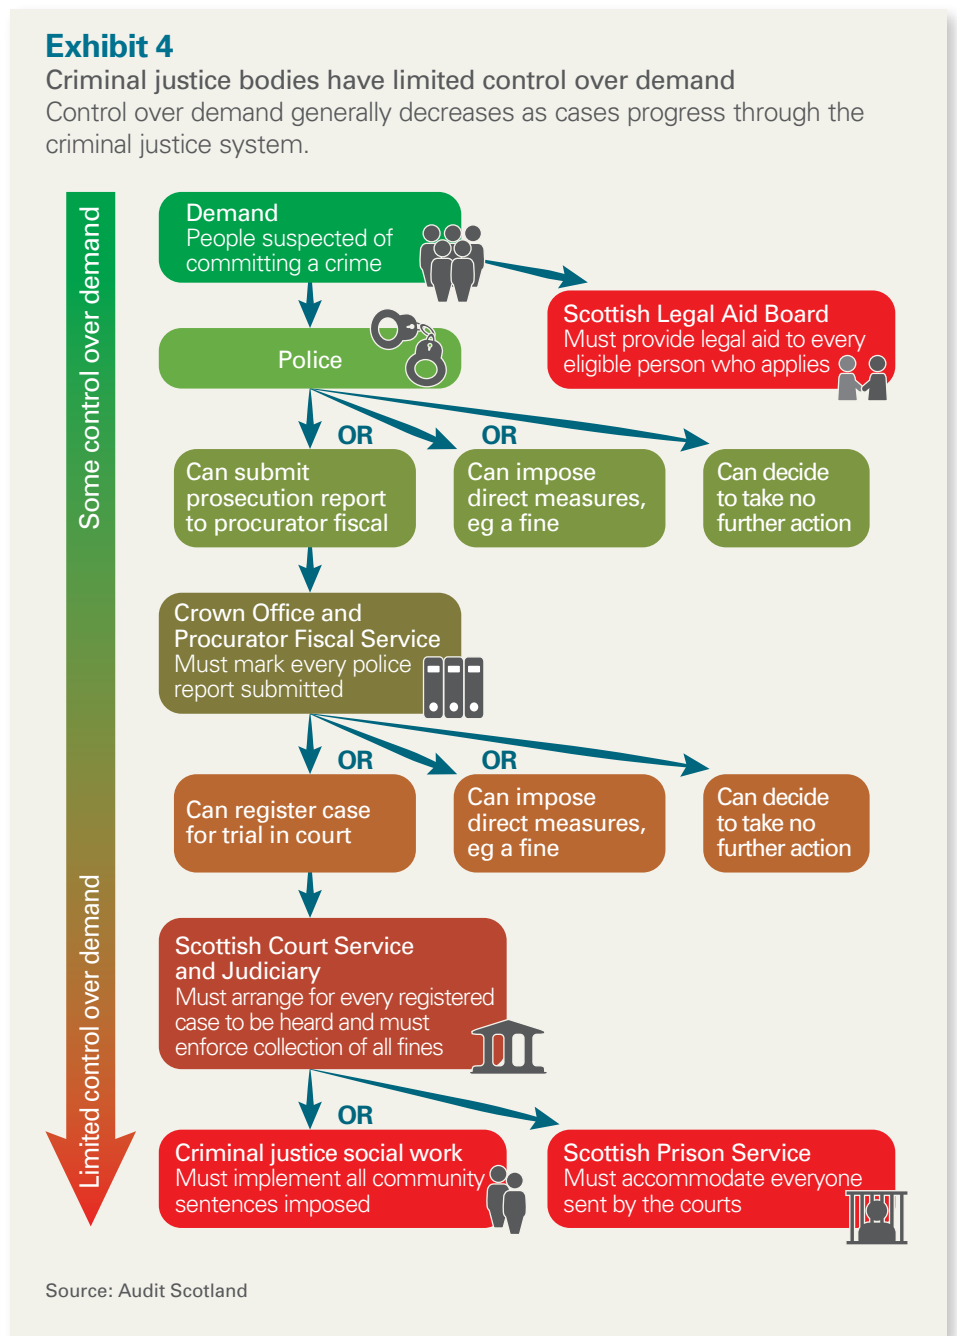 Exhibit 4
Criminal justice bodies have limited control over demand
Control over demand generally decreases as cases progress through the
criminal justice system.
Some control over demand
Limited control over demand
Demand
People suspected of
committing a crime
Scottish Legal Aid Board
Must provide legal aid to every
eligible person who applies
Police
OR
OR
Can submit
prosecution report
to procurator fiscal
Can impose
direct measures,
eg a fine
Can decide
to take no
further action
Crown Office and
Procurator Fiscal Service
Must mark every police
report submitted
OR
OR
Can register case
for trial in court
Can impose
direct measures,
eg a fine
Can decide
to take no
further action
Scottish Court Service
and Judiciary
Must arrange for every registered
case to be heard and must
enforce collection of all fines
OR
Criminal justice social work
Must implement all community
sentences imposed
Scottish Prison Service
Must accommodate everyone
sent by the courts
Source: Audit Scotland